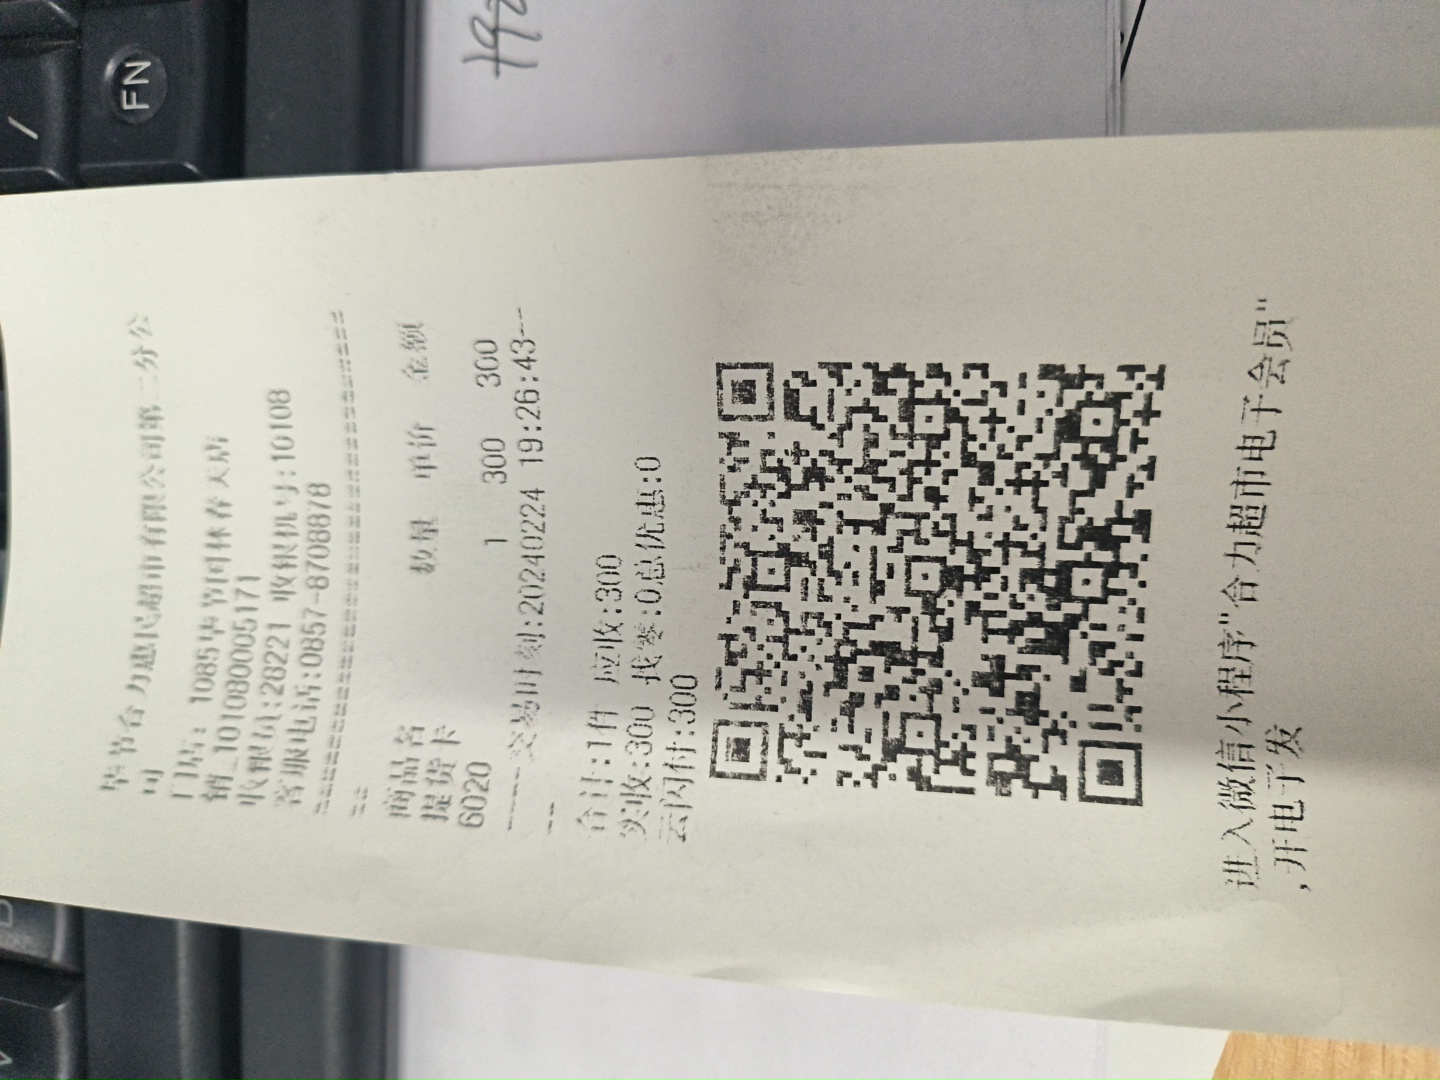 毕节合力惠民超市有限公司第二分公
司
门店: 1085毕节同林春天店
销_1010800005171
收银员:28221 收银机号:10108
客服电话:0857-8708878
商品名 数量 单价 金额
提货卡
6020 1 300 300
-----交易时刻:20240224 19:26:43--
--
合计:1件 应收:300
实收:300 找零:0总优惠:0
云闪付:300
进入微信小程序"合力超市电子会员"
,开电子发
FN
/